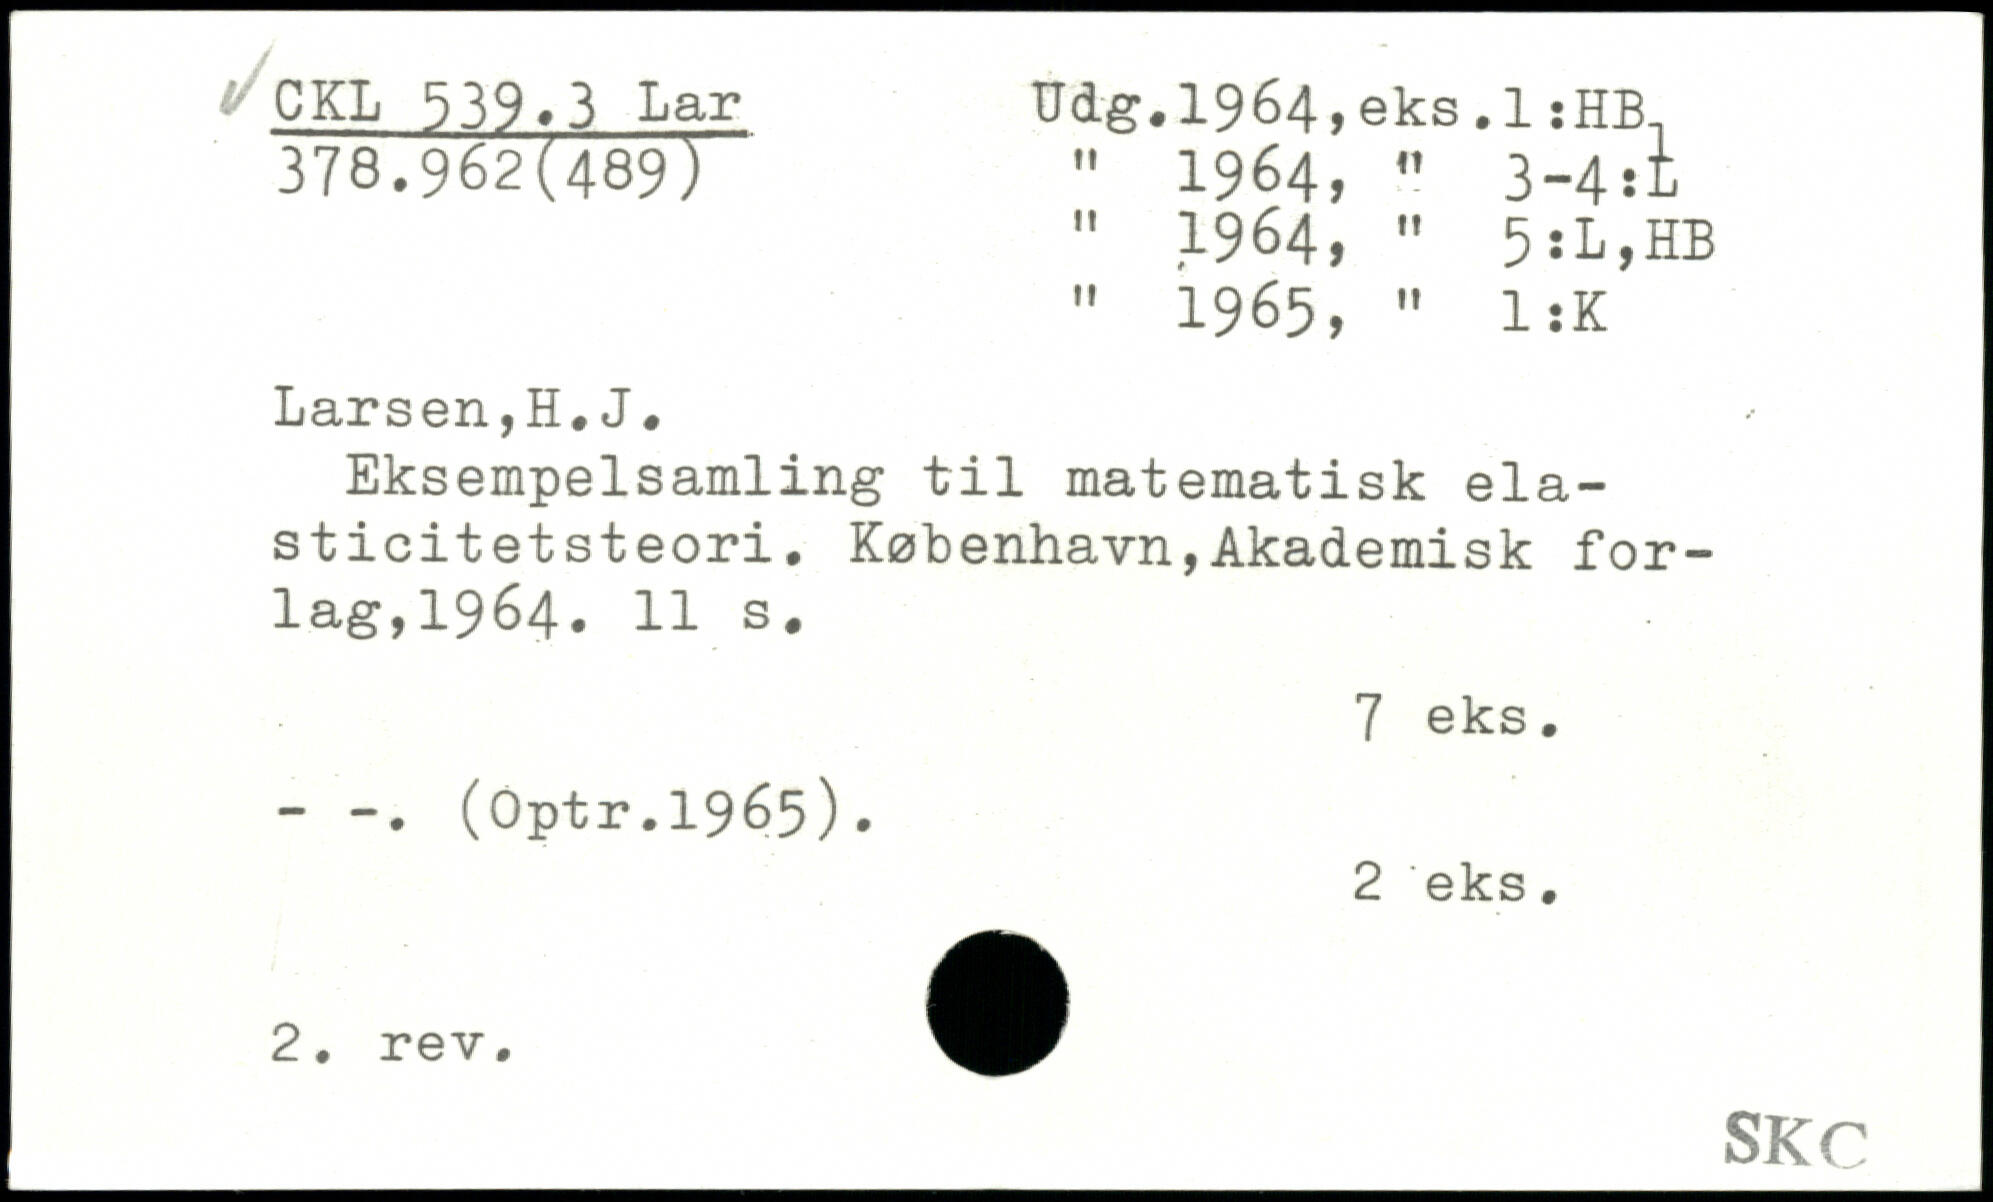 CKL 539.3 Lar
378.962(489)
Udg.1964,eks.1:HB
" 1964, " 3-4:L
" 1964, " 5:L,HB
" 1965, " 1:K
Larsen,H.J.
Eksempelsamling til matematisk ela-
sticitetsteori. København,Akademisk for-
lag,1964. 11 s.
7 eks.
- -. (Optr.1965).
2 eks.
2. rev.
SKC